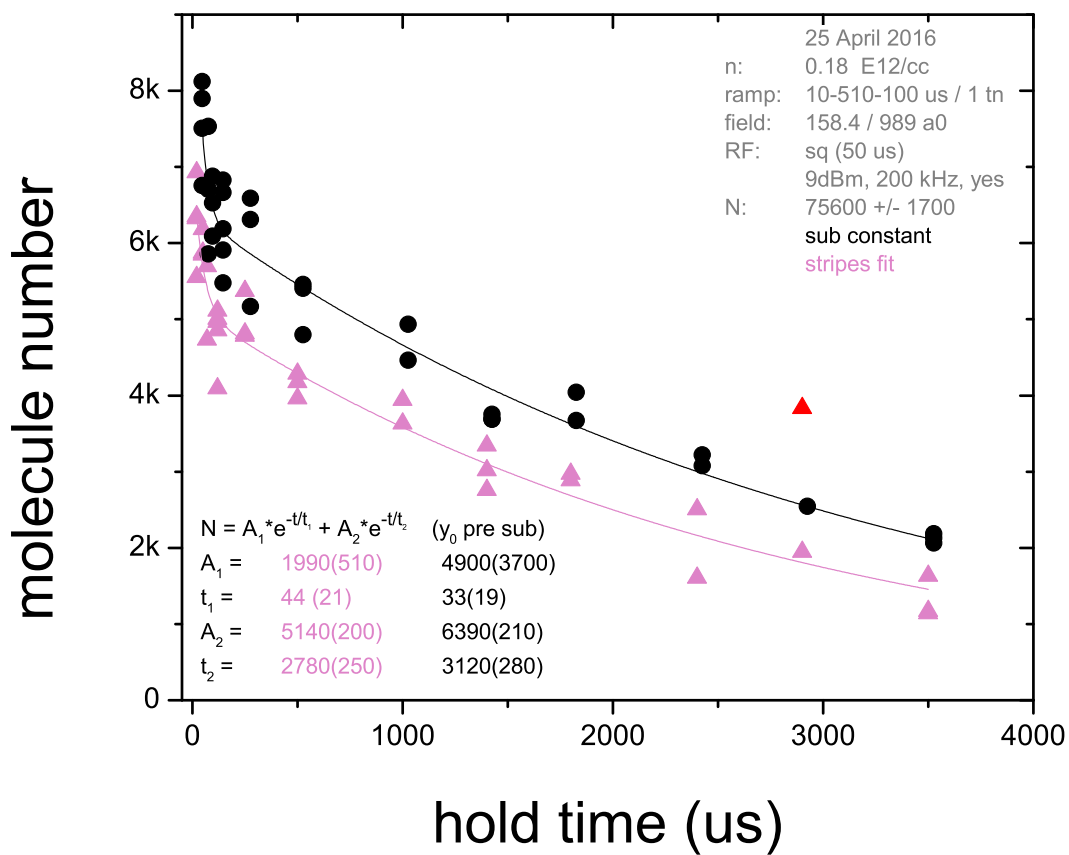 25 April 2016
n: 0.18 E12/cc
ramp: 10-510-100 us / 1 tn
field: 158.4 / 989 a0
RF: sq (50 us)
9dBm, 200 kHz, yes
N: 75600 +/- 1700
sub constant
stripes fit
8k
6k
4k
2k
0
molecule number
N = A₁*e^-t/t₁ + A₂*e^-t/t₂ (y₀ pre sub)
A₁ = 1990(510) 4900(3700)
t₁ = 44 (21) 33(19)
A₂ = 5140(200) 6390(210)
t₂ = 2780(250) 3120(280)
0 1000 2000 3000 4000
hold time (us)